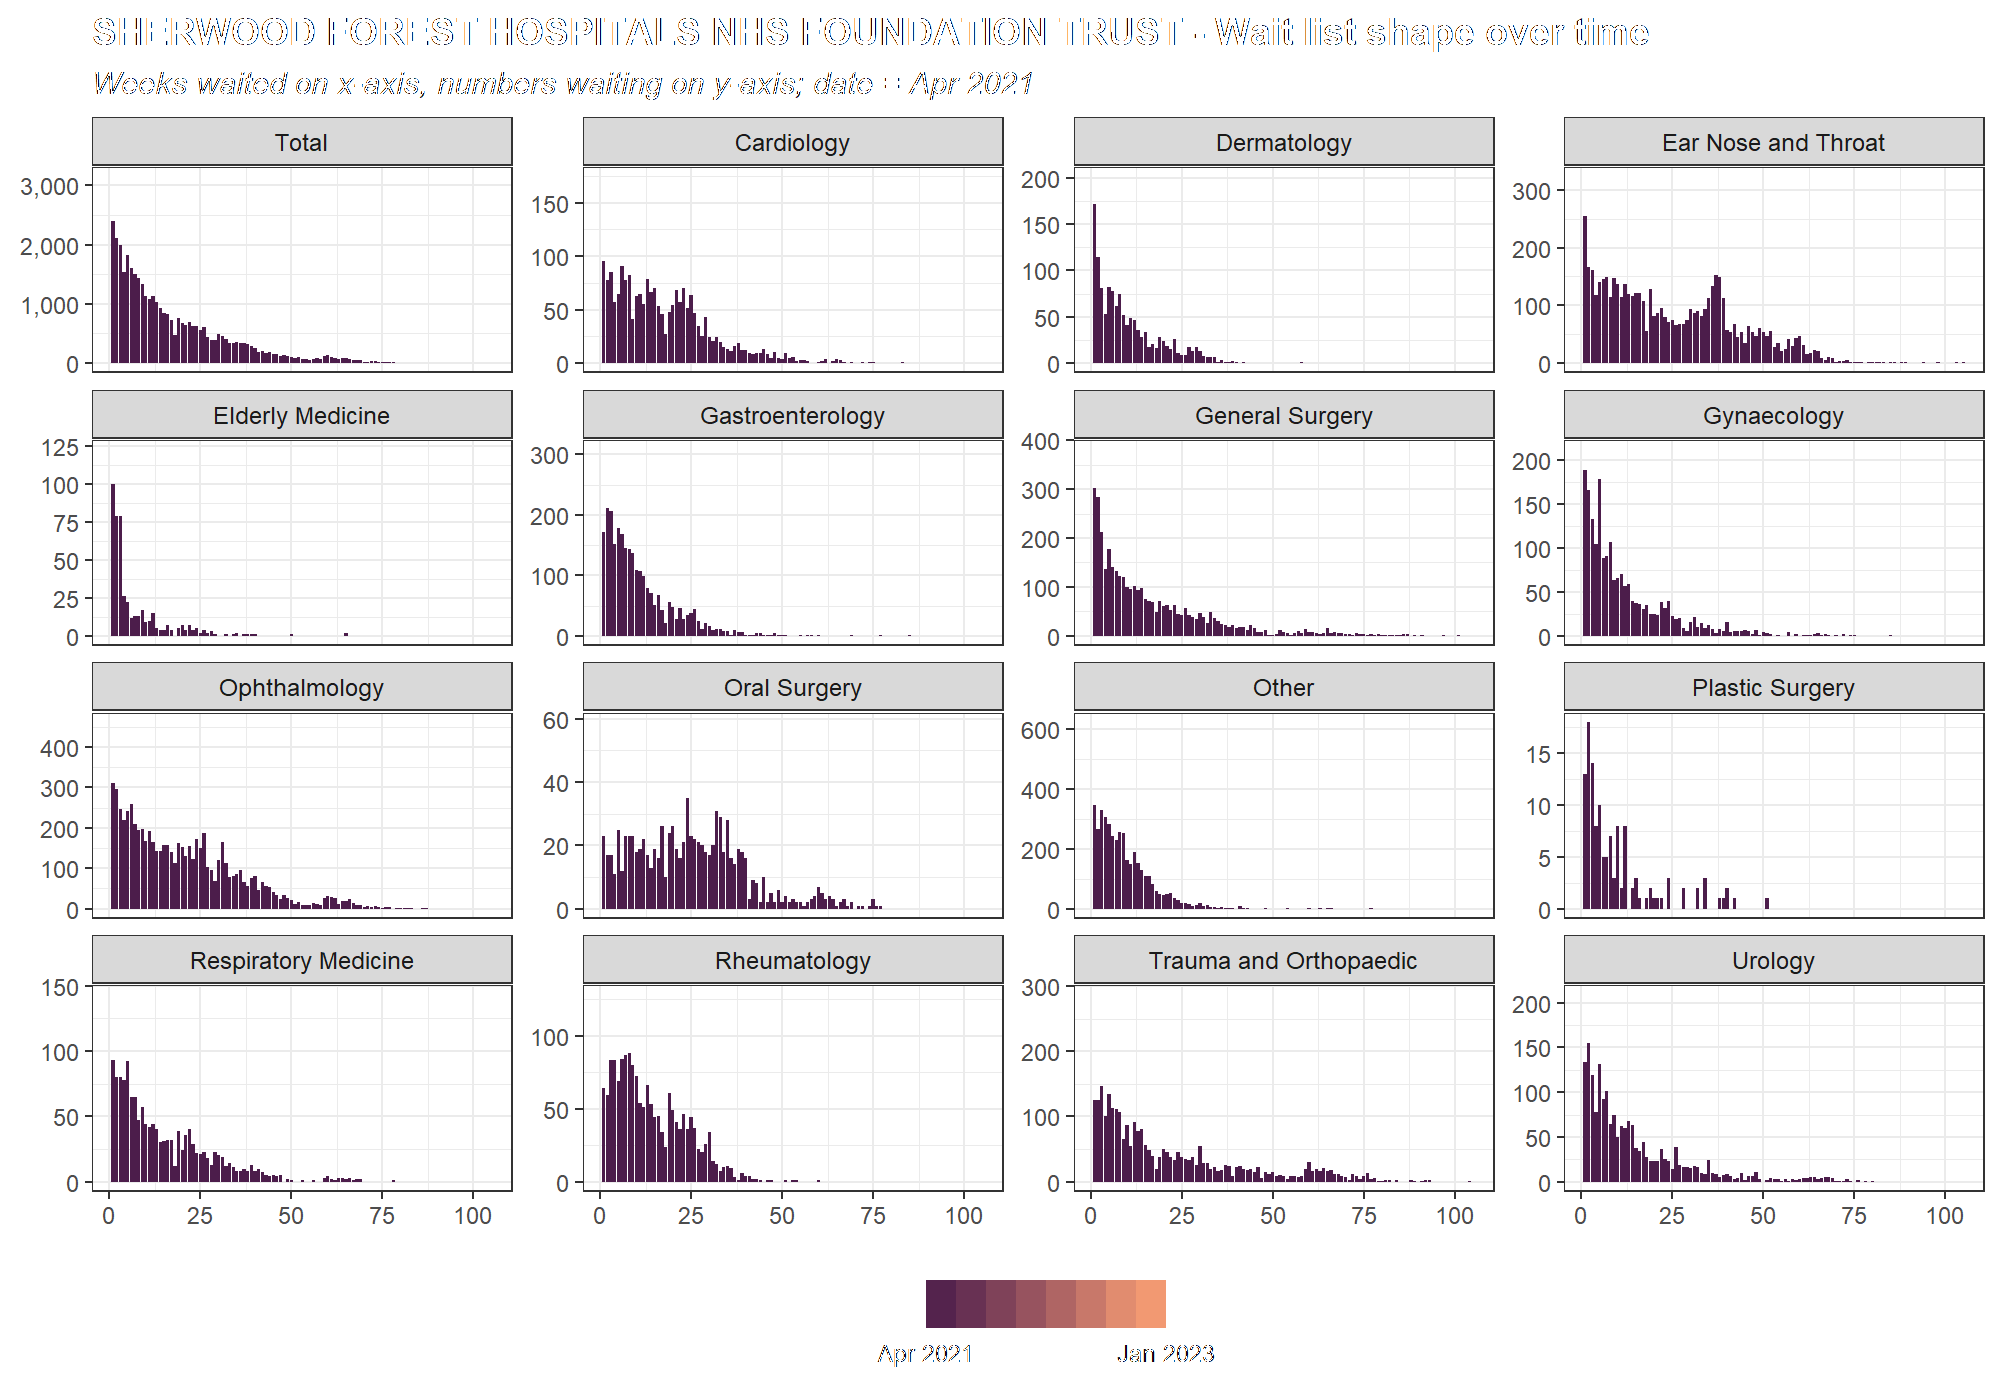 SHERWOOD FOREST HOSPITALS NHS FOUNDATION TRUST - Wait list shape over time
Weeks waited on x-axis, numbers waiting on y-axis; date = Apr 2021
Total
Cardiology
Dermatology
Ear Nose and Throat
3,000
2,000
1,000
0
150
100
50
0
200
150
100
50
0
300
200
100
0
Elderly Medicine
Gastroenterology
General Surgery
Gynaecology
125
100
75
50
25
0
300
200
100
0
400
300
200
100
0
200
150
100
50
0
Ophthalmology
Oral Surgery
Other
Plastic Surgery
400
300
200
100
0
60
40
20
0
600
400
200
0
15
10
5
0
Respiratory Medicine
Rheumatology
Trauma and Orthopaedic
Urology
150
100
50
0
100
50
0
300
200
100
0
200
150
100
50
0
0 25 50 75 100
0 25 50 75 100
0 25 50 75 100
0 25 50 75 100
Apr 2021
Jan 2023